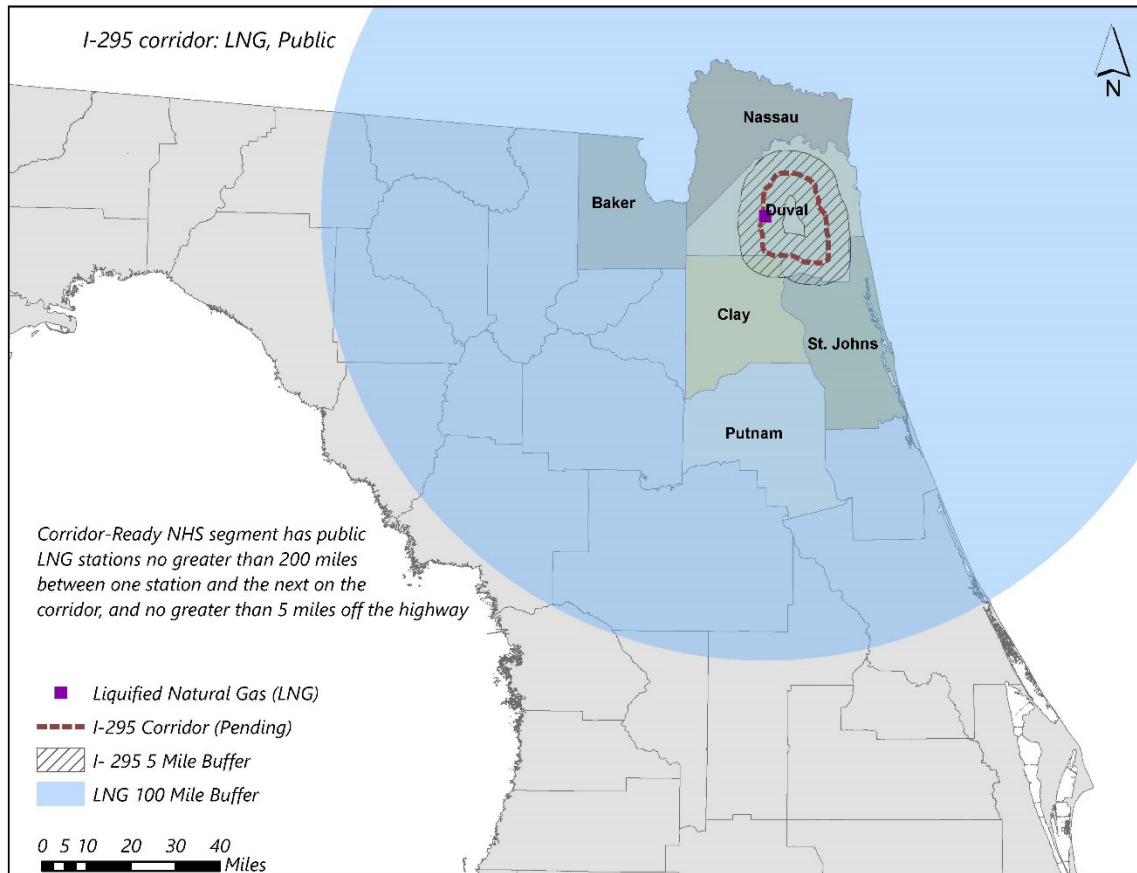 I-295 corridor: LNG, Public
N
Nassau
Baker
Duval
Clay
St. Johns
Putnam
Corridor-Ready NHS segment has public
LNG stations no greater than 200 miles
between one station and the next on the
corridor, and no greater than 5 miles off the highway
Liquified Natural Gas (LNG)
I-295 Corridor (Pending)
I- 295 5 Mile Buffer
LNG 100 Mile Buffer
0 5 10 20 30 40
Miles